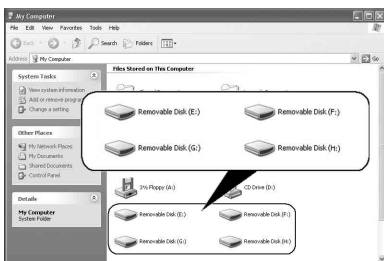 My Computer
File Edit View Favorites Tools Help
Back Search Folders
Address My Computer Go
System Tasks
View system information
Add or remove program
Change a setting
Other Places
My Network Places
My Documents
Shared Documents
Control Panel
Details
My Computer
System Folder
Files Stored on This Computer
Removable Disk (E:) Removable Disk (F:)
Removable Disk (G:) Removable Disk (H:)
3½ Floppy (A:) CD Drive (D:)
Removable Disk (E:) Removable Disk (F:)
Removable Disk (G:) Removable Disk (H:)